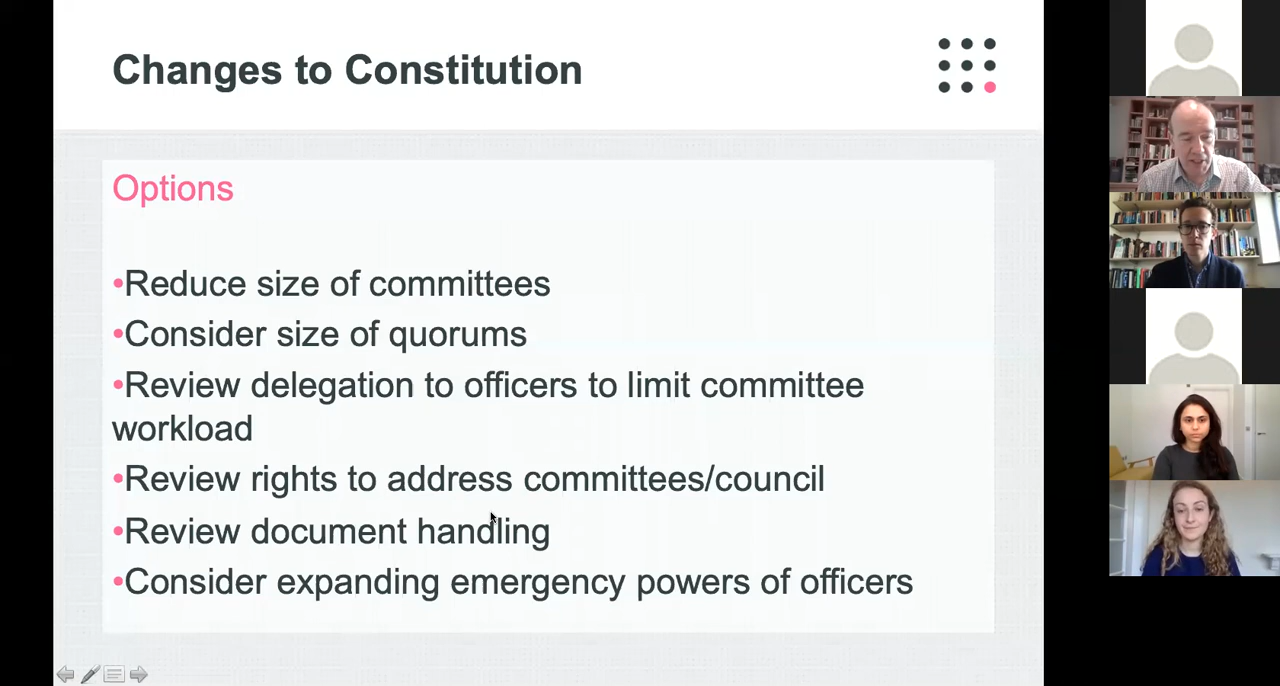 Changes to Constitution
Options
•Reduce size of committees
•Consider size of quorums
•Review delegation to officers to limit committee
workload
•Review rights to address committees/council
•Review document handling
•Consider expanding emergency powers of officers